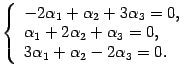 -2α₁ + α₂ + 3α₃ = 0,
α₁ + 2α₂ + α₃ = 0,
3α₁ + α₂ - 2α₃ = 0.